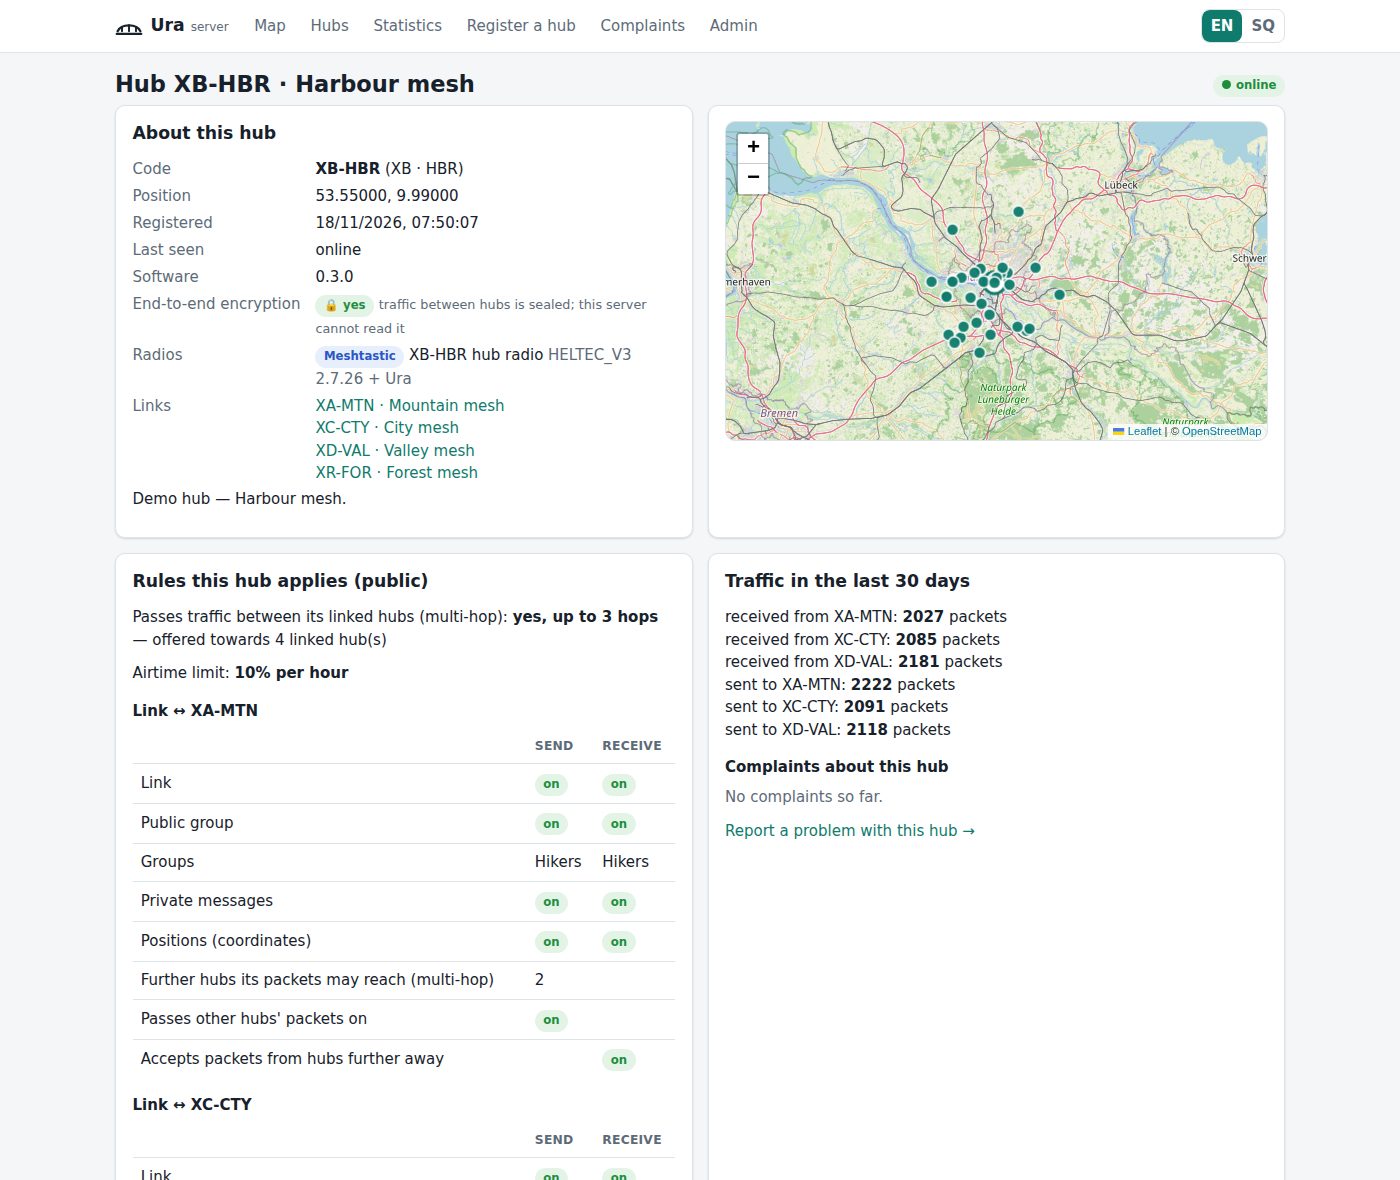 Ura server Map Hubs Statistics Register a hub Complaints Admin EN SQ
Hub XB-HBR · Harbour mesh
online
About this hub
Code XB-HBR (XB · HBR)
Position 53.55000, 9.99000
Registered 18/11/2026, 07:50:07
Last seen online
Software 0.3.0
End-to-end encryption 🔒 yes traffic between hubs is sealed; this server
cannot read it
Radios Meshtastic XB-HBR hub radio HELTEC_V3
2.7.26 + Ura
Links XA-MTN · Mountain mesh
XC-CTY · City mesh
XD-VAL · Valley mesh
XR-FOR · Forest mesh
Demo hub — Harbour mesh.
+
−
Lübeck
Schwer
merhaven
Naturpark
Lüneburger
Heide
Bremen
Naturpark
Leaflet | © OpenStreetMap
Rules this hub applies (public)
Passes traffic between its linked hubs (multi-hop): yes, up to 3 hops
— offered towards 4 linked hub(s)
Airtime limit: 10% per hour
Link ↔ XA-MTN
SEND RECEIVE
Link on on
Public group on on
Groups Hikers Hikers
Private messages on on
Positions (coordinates) on on
Further hubs its packets may reach (multi-hop) 2
Passes other hubs' packets on on
Accepts packets from hubs further away on
Link ↔ XC-CTY
SEND RECEIVE
Link on on
Traffic in the last 30 days
received from XA-MTN: 2027 packets
received from XC-CTY: 2085 packets
received from XD-VAL: 2181 packets
sent to XA-MTN: 2222 packets
sent to XC-CTY: 2091 packets
sent to XD-VAL: 2118 packets
Complaints about this hub
No complaints so far.
Report a problem with this hub →